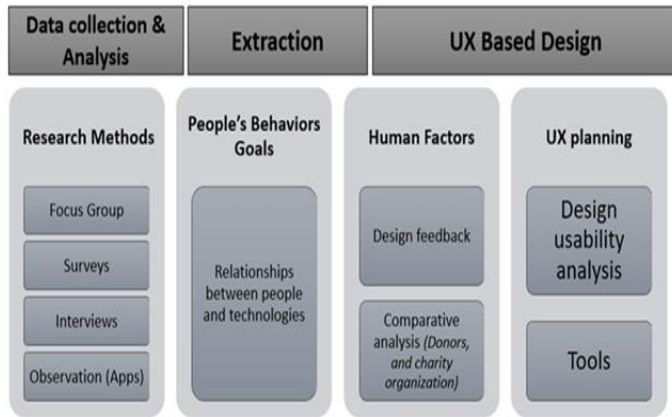 Data collection &
Analysis
Extraction
UX Based Design
Research Methods
Focus Group
Surveys
Interviews
Observation (Apps)
People's Behaviors
Goals
Relationships
between people
and technologies
Human Factors
Design feedback
Comparative
analysis (Donors,
and charity
organization)
UX planning
Design
usability
analysis
Tools